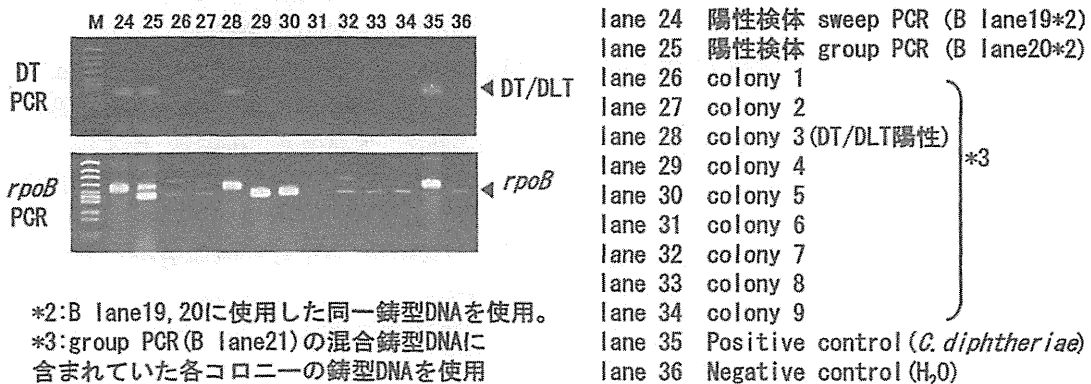 M 24 25 26 27 28 29 30 31 32 33 34 35 36
DT
PCR
DT/DLT
rpoB
PCR
rpoB
*2:B lane19,20に使用した同一鋳型DNAを使用。
*3:group PCR(B lane21)の混合鋳型DNAに
含まれていた各コロニーの鋳型DNAを使用
lane 24 陽性検体 sweep PCR (B lane19*2)
lane 25 陽性検体 group PCR (B lane20*2)
lane 26 colony 1
lane 27 colony 2
lane 28 colony 3(DT/DLT陽性)
lane 29 colony 4
lane 30 colony 5
lane 31 colony 6
lane 32 colony 7
lane 33 colony 8
lane 34 colony 9
*3
lane 35 Positive control(C. diphtheriae)
lane 36 Negative control(H₂O)